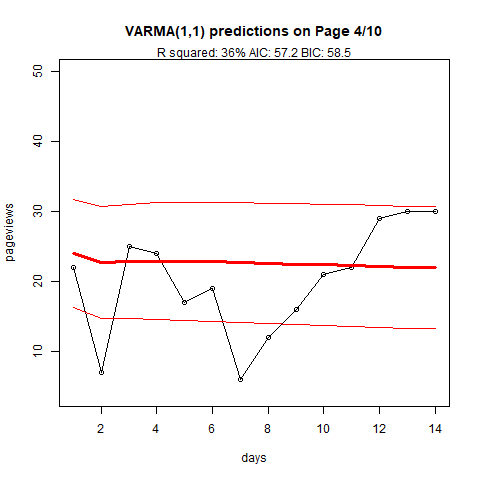 VARMA(1,1) predictions on Page 4/10
R squared: 36% AIC: 57.2 BIC: 58.5
50
40
30
20
10
pageviews
2 4 6 8 10 12 14
days